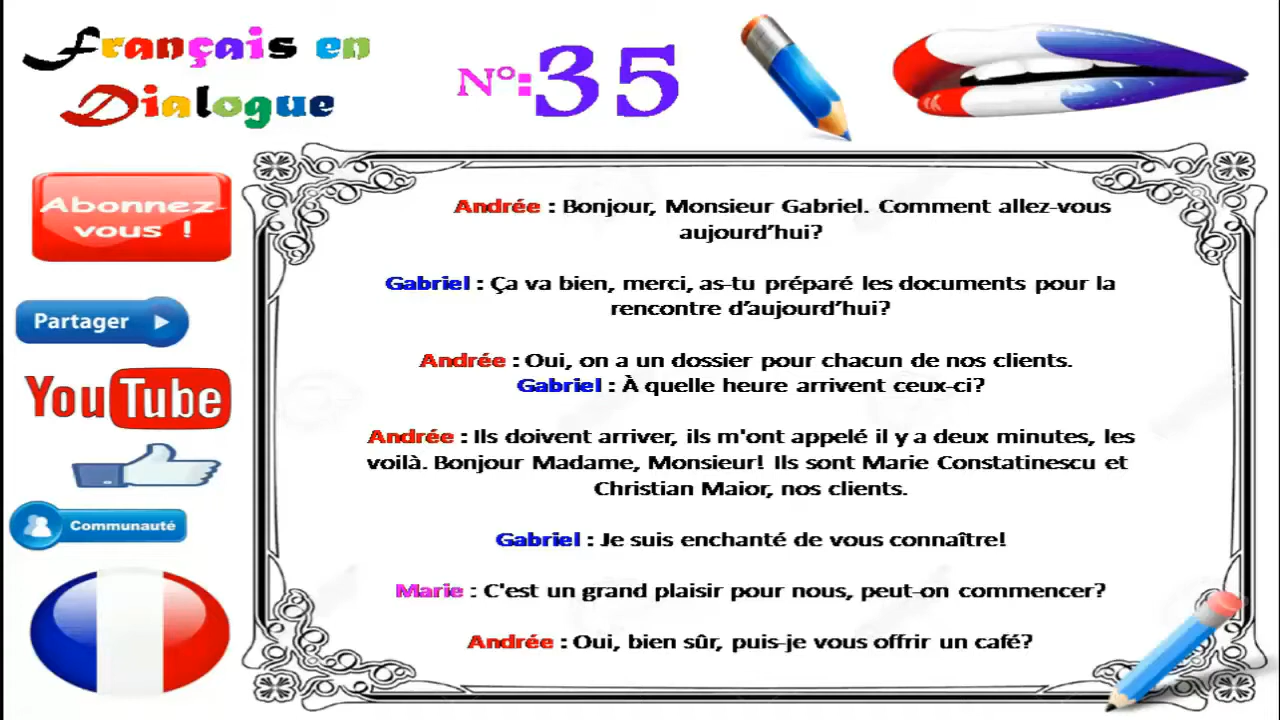 Français en
Dialogue
N°:35
Abonnez-
vous !
Partager
YouTube
Communauté
Andrée : Bonjour, Monsieur Gabriel. Comment allez-vous
aujourd’hui?
Gabriel : Ça va bien, merci, as-tu préparé les documents pour la
rencontre d’aujourd’hui?
Andrée : Oui, on a un dossier pour chacun de nos clients.
Gabriel : À quelle heure arrivent ceux-ci?
Andrée : Ils doivent arriver, ils m'ont appelé il y a deux minutes, les
voilà. Bonjour Madame, Monsieur! Ils sont Marie Constatinescu et
Christian Maior, nos clients.
Gabriel : Je suis enchanté de vous connaître!
Marie : C'est un grand plaisir pour nous, peut-on commencer?
Andrée : Oui, bien sûr, puis-je vous offrir un café?